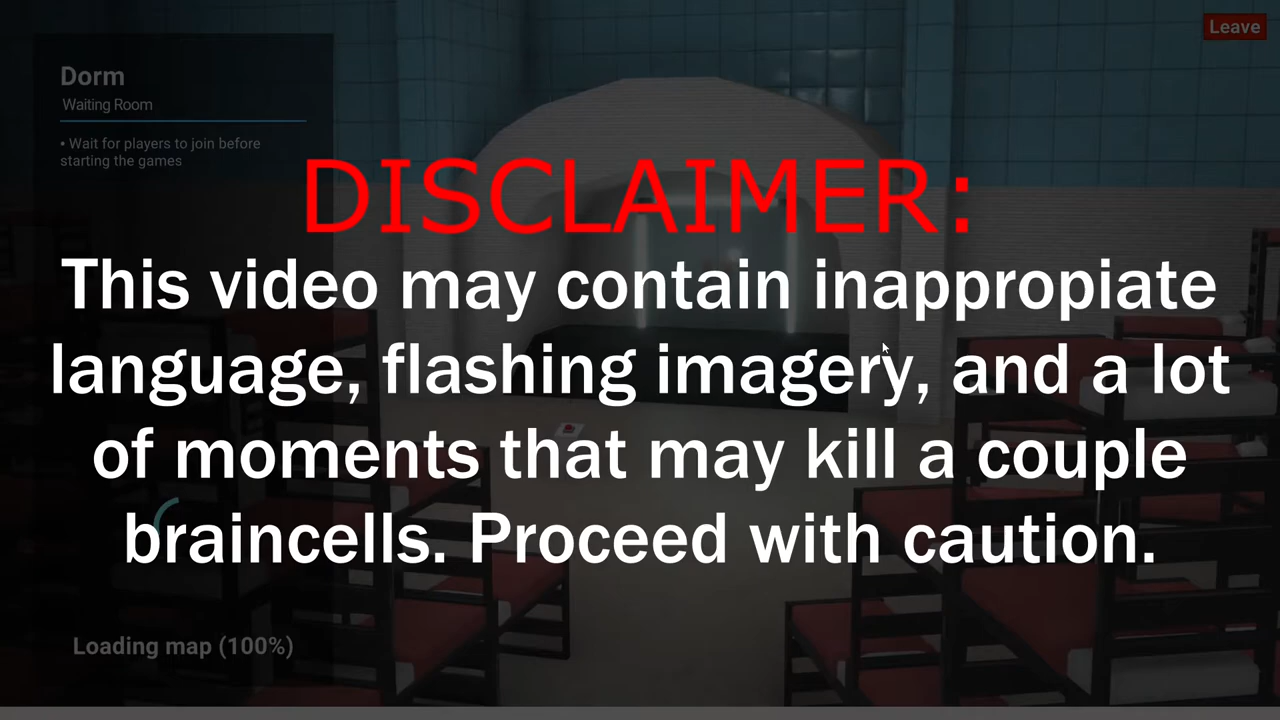 Leave
Dorm
Waiting Room
• Wait for players to join before
starting the games
DISCLAIMER:
This video may contain inappropiate
language, flashing imagery, and a lot
of moments that may kill a couple
braincells. Proceed with caution.
Loading map (100%)